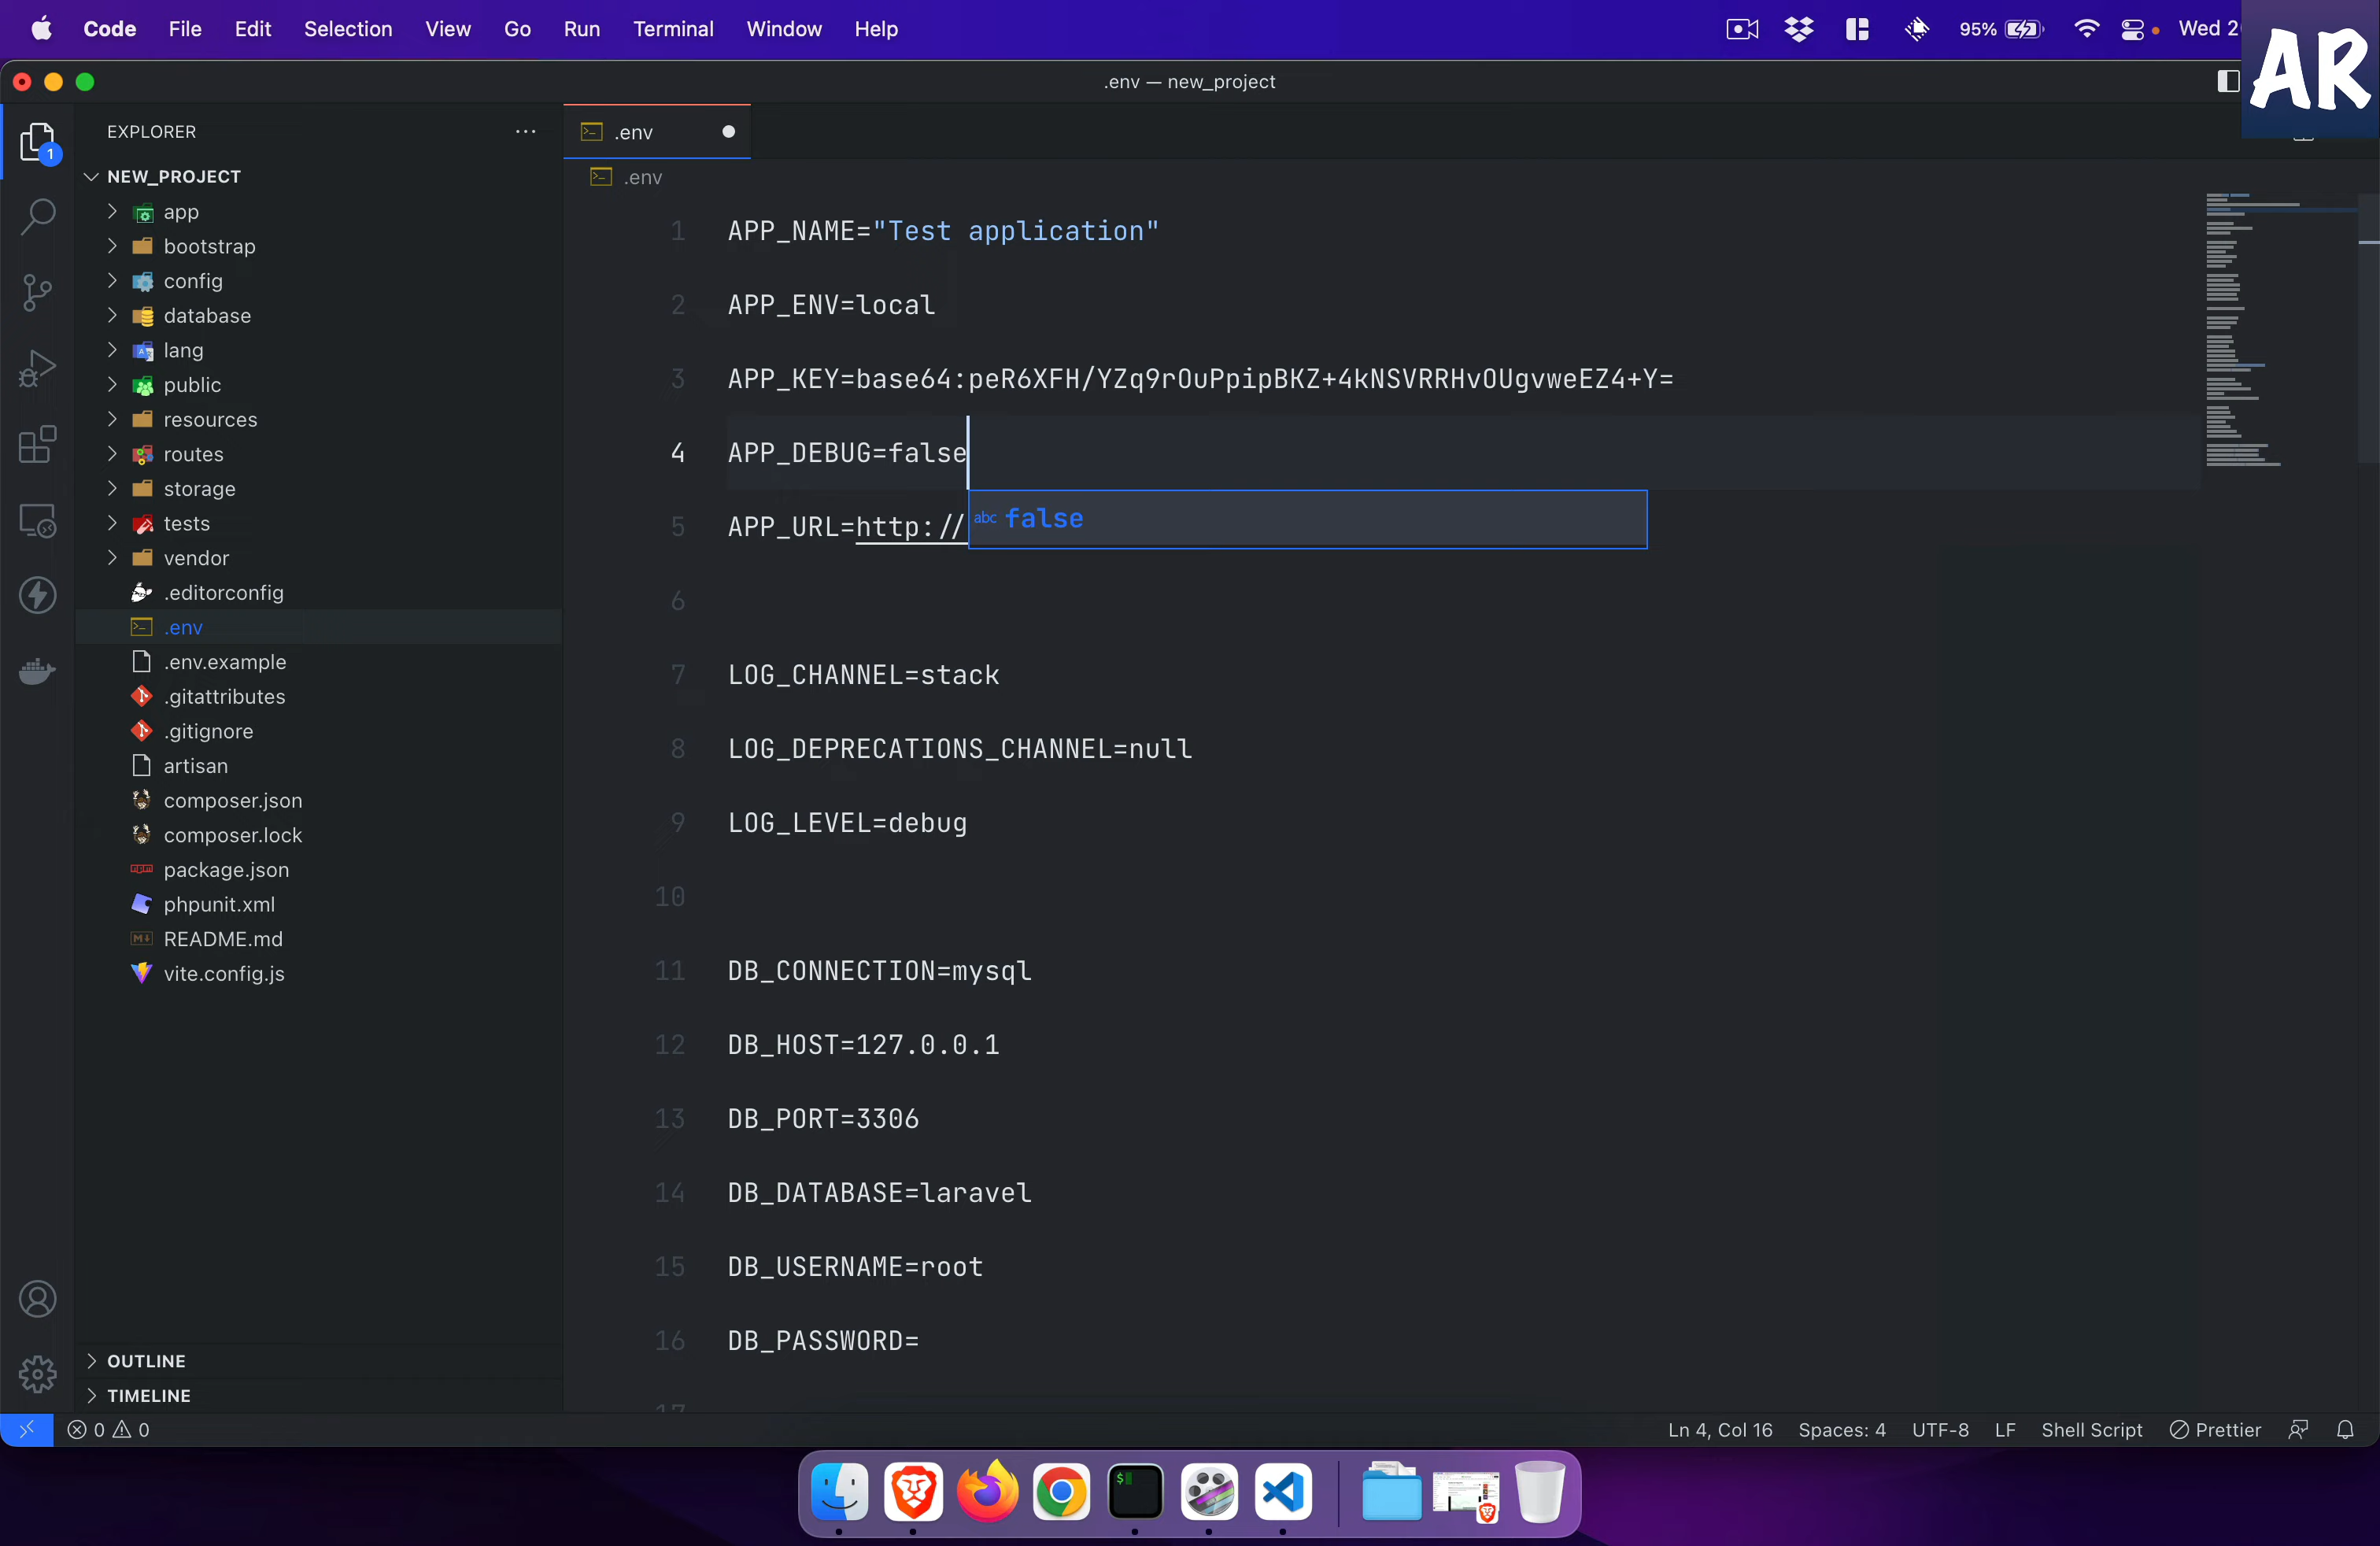 Code File Edit Selection View Go Run Terminal Window Help 95% Wed 2
AR
.env — new_project
EXPLORER
.env
1
NEW_PROJECT
.env
app
bootstrap
config
database
lang
public
resources
routes
storage
tests
vendor
.editorconfig
.env
.env.example
.gitattributes
.gitignore
artisan
composer.json
composer.lock
package.json
phpunit.xml
README.md
vite.config.js
OUTLINE
TIMELINE
1 APP_NAME="Test application"
2 APP_ENV=local
3 APP_KEY=base64:peR6XFH/YZq9rOuPpipBKZ+4kNSVRRHvOUgvweEZ4+Y=
4 APP_DEBUG=false
abc false
5 APP_URL=http://
6
7 LOG_CHANNEL=stack
8 LOG_DEPRECATIONS_CHANNEL=null
9 LOG_LEVEL=debug
10
11 DB_CONNECTION=mysql
12 DB_HOST=127.0.0.1
13 DB_PORT=3306
14 DB_DATABASE=laravel
15 DB_USERNAME=root
16 DB_PASSWORD=
17
0 0 Ln 4, Col 16 Spaces: 4 UTF-8 LF Shell Script Prettier